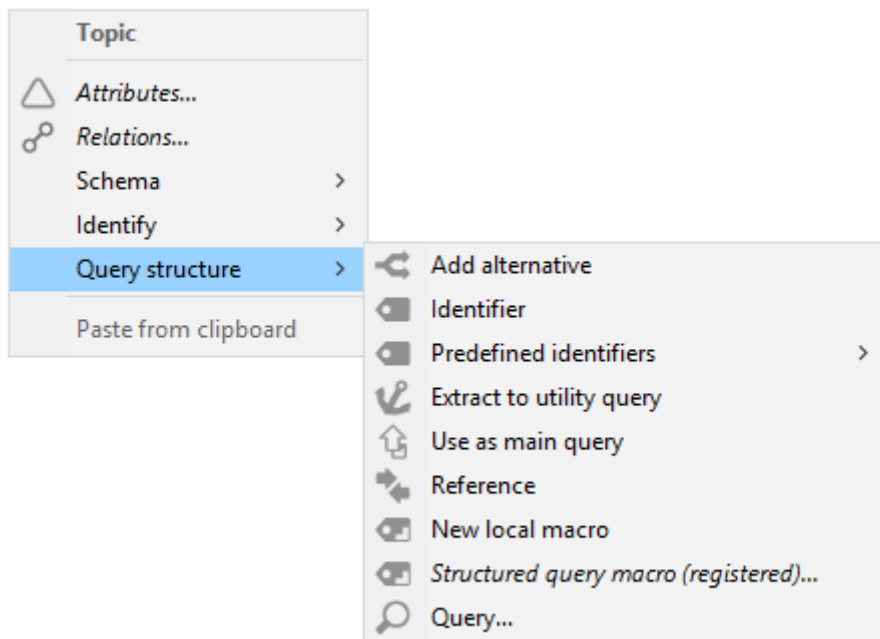 Topic
Attributes...
Relations...
Schema
Identify
Query structure
Paste from clipboard
Add alternative
Identifier
Predefined identifiers
Extract to utility query
Use as main query
Reference
New local macro
Structured query macro (registered)...
Query...